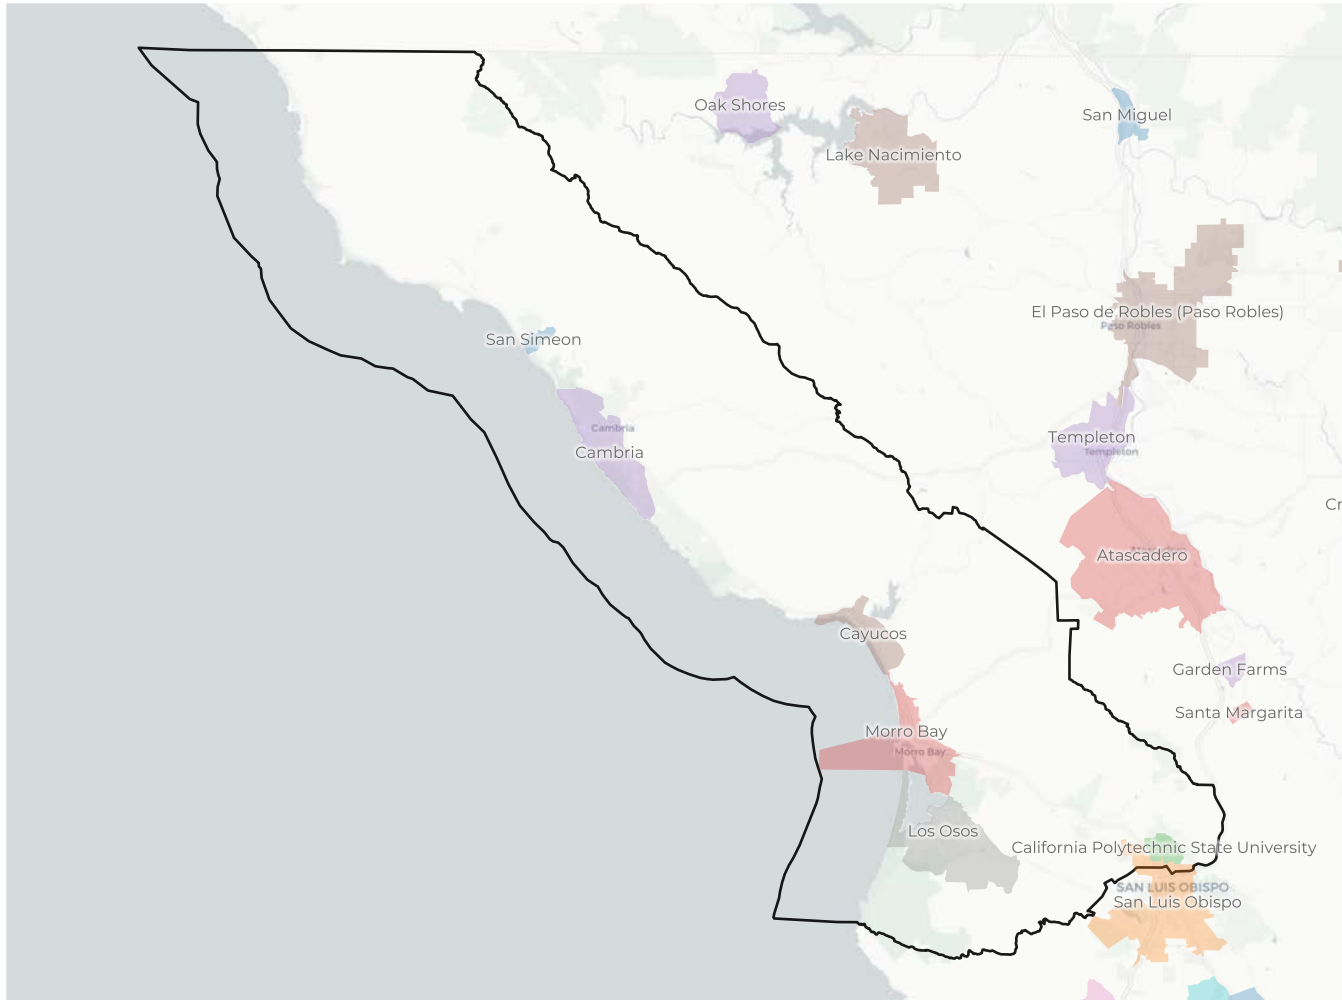 Oak Shores
San Miguel
Lake Nacimiento
El Paso de Robles (Paso Robles)
Paso Robles
San Simeon
Cambria
Cambria
Templeton
Templeton
Cr
Atascadero
Cayucos
Garden Farms
Santa Margarita
Morro Bay
Morro Bay
Los Osos
California Polytechnic State University
SAN LUIS OBISPO
San Luis Obispo